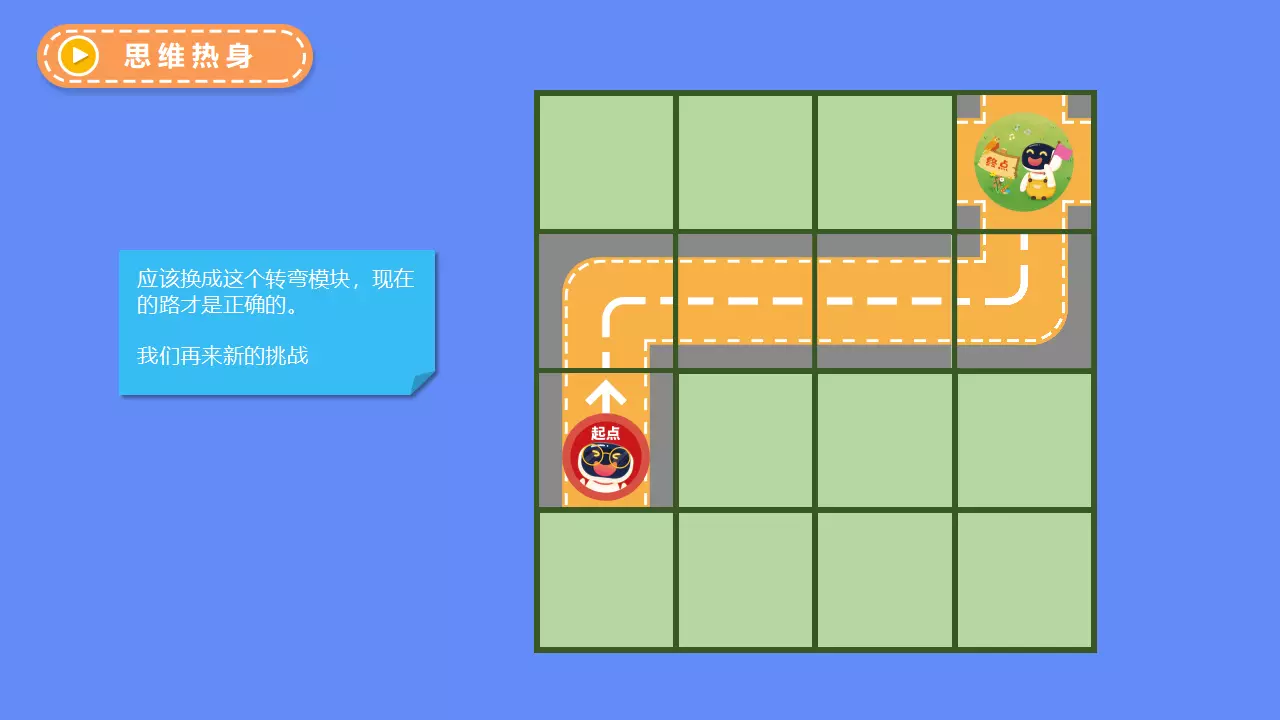 思维热身
终点
应该换成这个转弯模块，现在
的路才是正确的。
我们再来新的挑战
起点